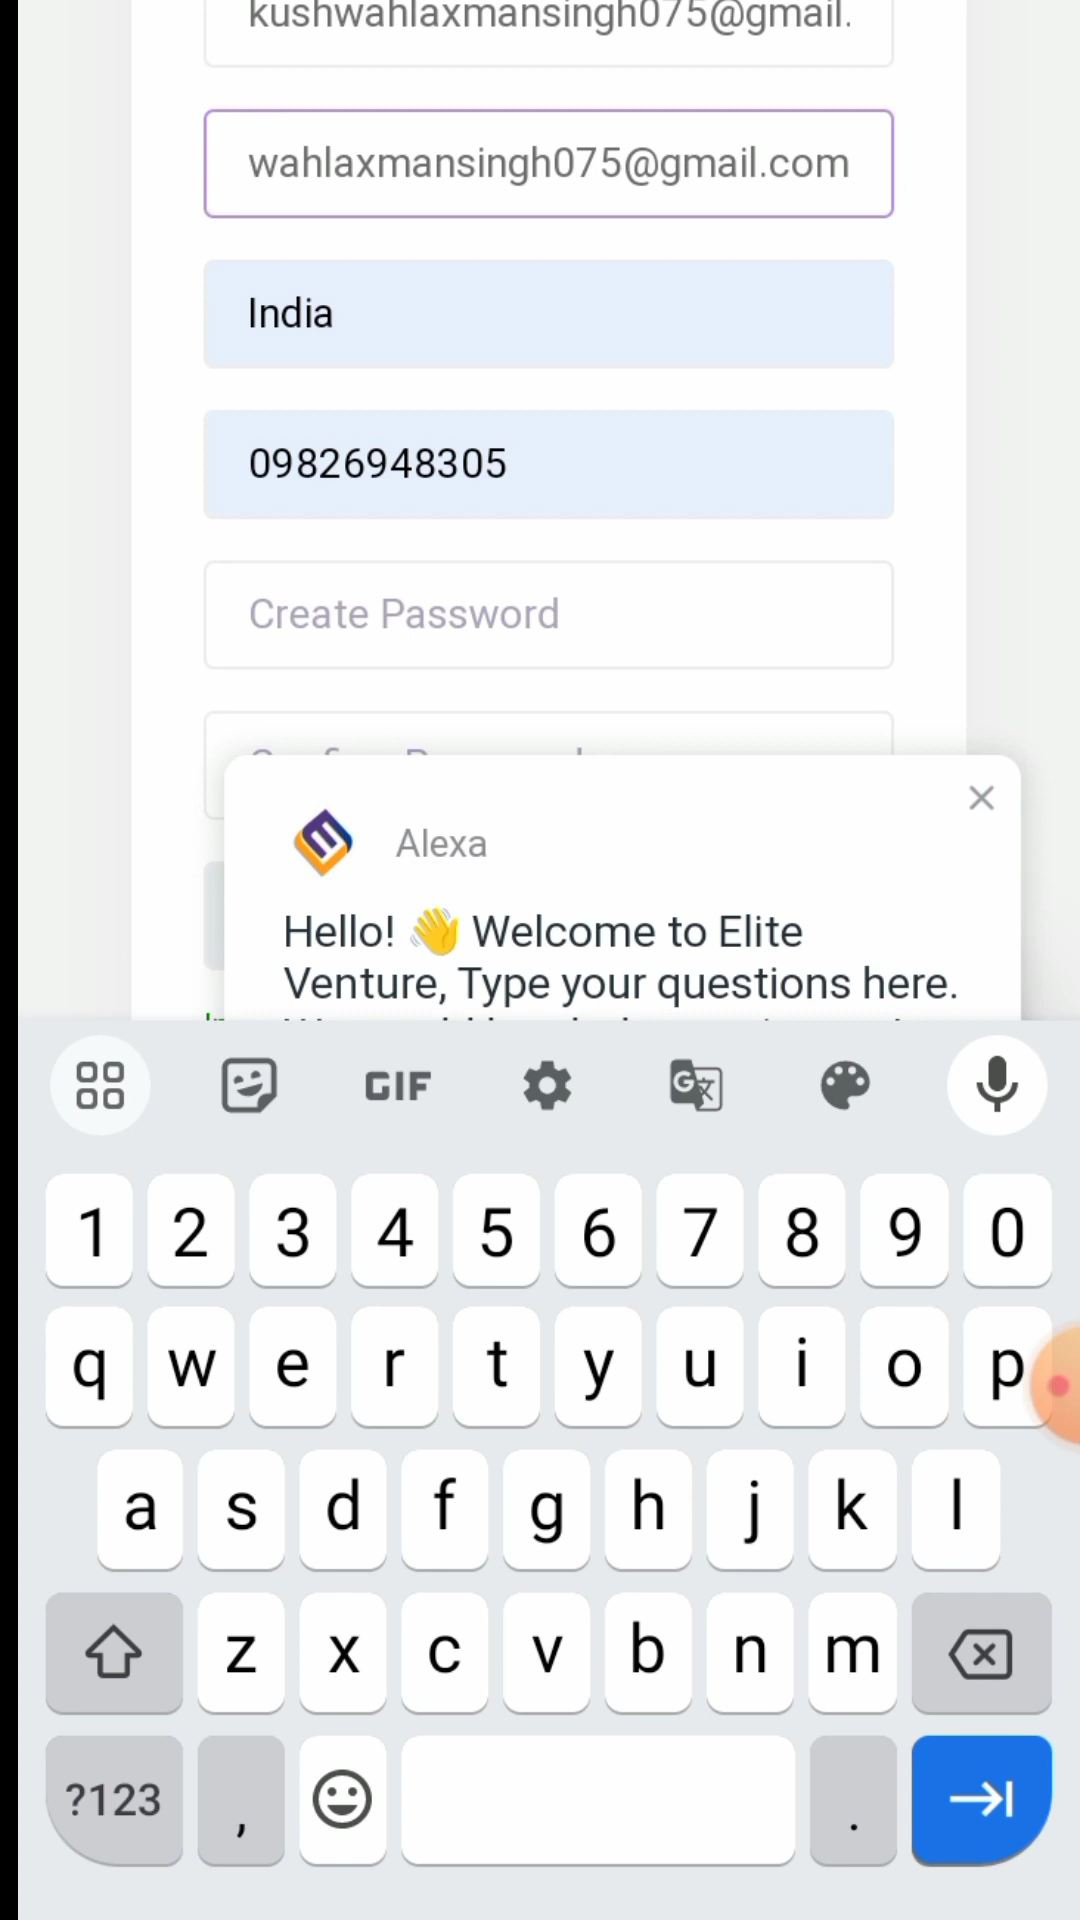 kushwahlaxmansingh075@gmail.
wahlaxmansingh075@gmail.com
India
09826948305
Create Password
Alexa
Hello! 👋 Welcome to Elite
Venture, Type your questions here.
GIF
1 2 3 4 5 6 7 8 9 0
q w e r t y u i o p
a s d f g h j k l
z x c v b n m
?123 , .